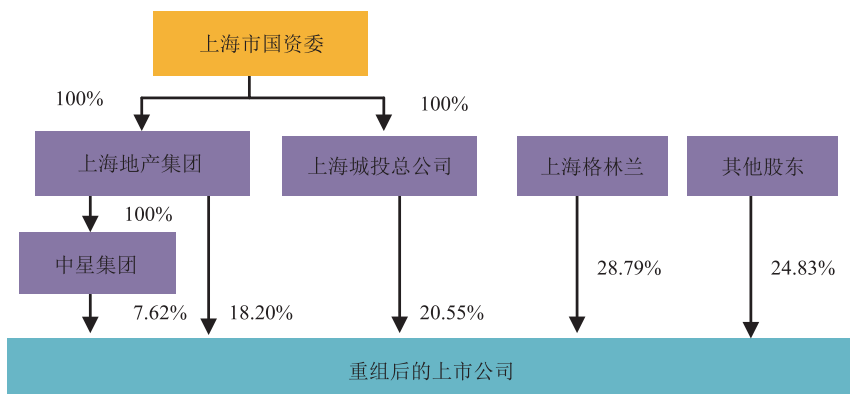 上海市国资委
100%
100%
上海地产集团
上海城投总公司
上海格林兰
其他股东
100%
中星集团
28.79%
24.83%
7.62%
18.20%
20.55%
重组后的上市公司